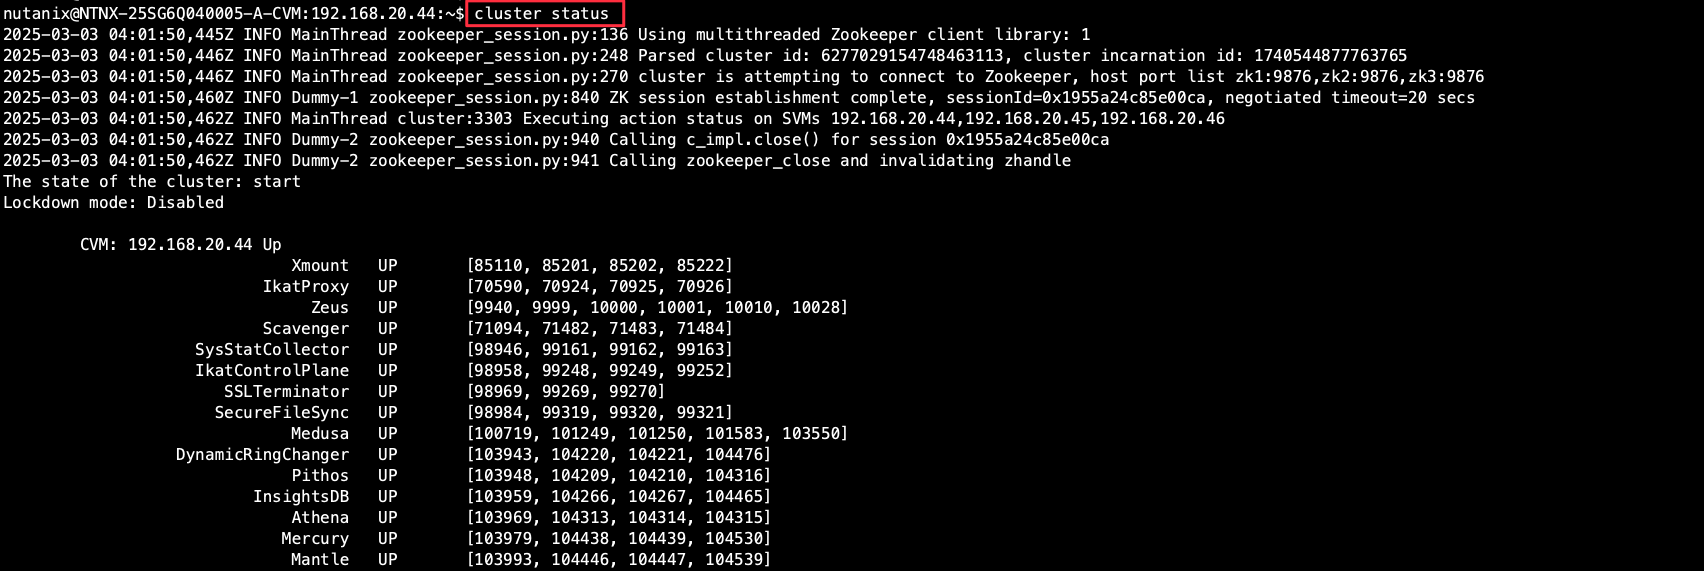 nutanix@NTNX-25SG6Q040005-A-CVM:192.168.20.44:~$ cluster status
2025-03-03 04:01:50,445Z INFO MainThread zookeeper_session.py:136 Using multithreaded Zookeeper client library: 1
2025-03-03 04:01:50,446Z INFO MainThread zookeeper_session.py:248 Parsed cluster id: 6277029154748463113, cluster incarnation id: 1740544877763765
2025-03-03 04:01:50,446Z INFO MainThread zookeeper_session.py:270 cluster is attempting to connect to Zookeeper, host port list zk1:9876,zk2:9876,zk3:9876
2025-03-03 04:01:50,460Z INFO Dummy-1 zookeeper_session.py:840 ZK session establishment complete, sessionId=0x1955a24c85e00ca, negotiated timeout=20 secs
2025-03-03 04:01:50,462Z INFO MainThread cluster:3303 Executing action status on SVMs 192.168.20.44,192.168.20.45,192.168.20.46
2025-03-03 04:01:50,462Z INFO Dummy-2 zookeeper_session.py:940 Calling c_impl.close() for session 0x1955a24c85e00ca
2025-03-03 04:01:50,462Z INFO Dummy-2 zookeeper_session.py:941 Calling zookeeper_close and invalidating zhandle
The state of the cluster: start
Lockdown mode: Disabled
CVM: 192.168.20.44 Up
Xmount UP [85110, 85201, 85202, 85222]
IkatProxy UP [70590, 70924, 70925, 70926]
Zeus UP [9940, 9999, 10000, 10001, 10010, 10028]
Scavenger UP [71094, 71482, 71483, 71484]
SysStatCollector UP [98946, 99161, 99162, 99163]
IkatControlPlane UP [98958, 99248, 99249, 99252]
SSLTerminator UP [98969, 99269, 99270]
SecureFileSync UP [98984, 99319, 99320, 99321]
Medusa UP [100719, 101249, 101250, 101583, 103550]
DynamicRingChanger UP [103943, 104220, 104221, 104476]
Pithos UP [103948, 104209, 104210, 104316]
InsightsDB UP [103959, 104266, 104267, 104465]
Athena UP [103969, 104313, 104314, 104315]
Mercury UP [103979, 104438, 104439, 104530]
Mantle UP [103993, 104446, 104447, 104539]